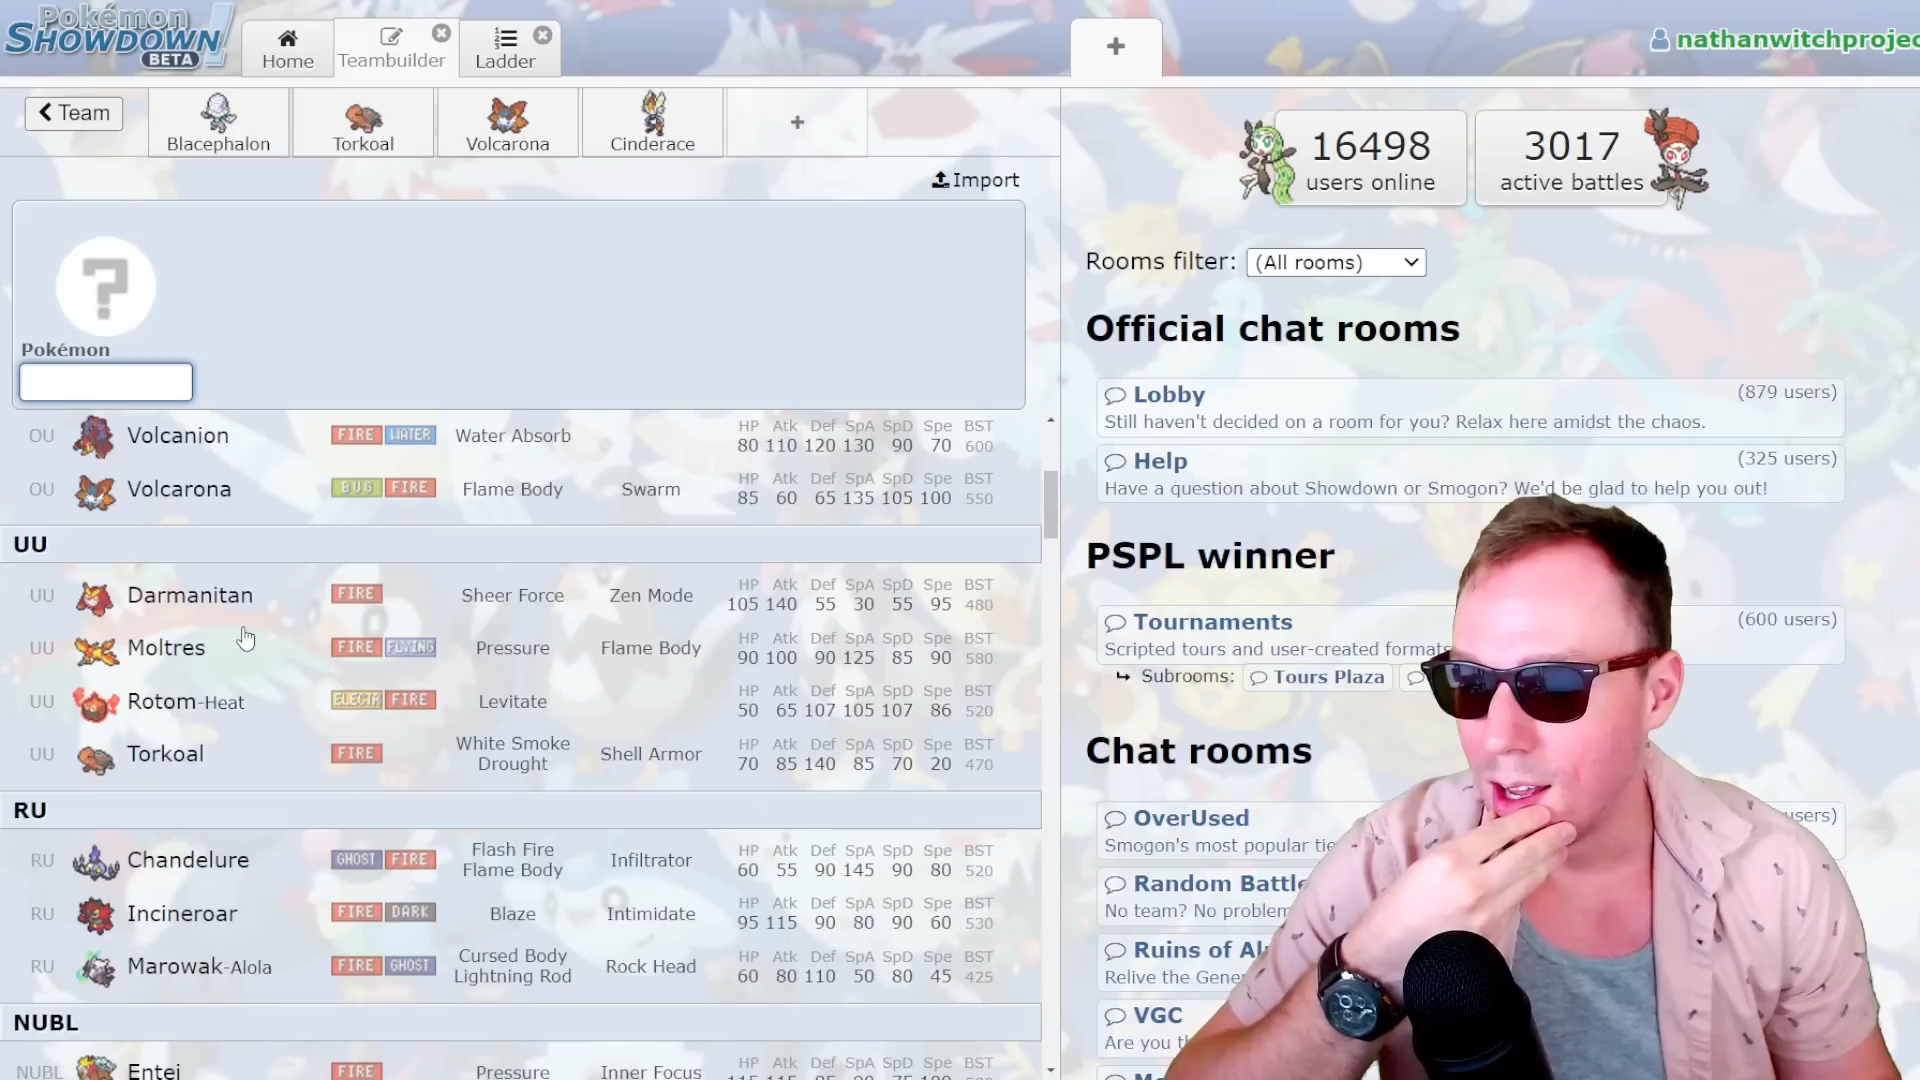 Pokémon
SHOWDOWN!
BETA
Home
Teambuilder
Ladder
+
nathanwitchprojec
Team
Blacephalon
Torkoal
Volcarona
Cinderace
+
Import
?
Pokémon
OU Volcanion FIRE WATER Water Absorb HP 80 Atk 110 Def 120 SpA 130 SpD 90 Spe 70 BST 600
OU Volcarona BUG FIRE Flame Body Swarm HP 85 Atk 60 Def 65 SpA 135 SpD 105 Spe 100 BST 550
UU
UU Darmanitan FIRE Sheer Force Zen Mode HP 105 Atk 140 Def 55 SpA 30 SpD 55 Spe 95 BST 480
UU Moltres FIRE FLYING Pressure Flame Body HP 90 Atk 100 Def 90 SpA 125 SpD 85 Spe 90 BST 580
UU Rotom-Heat ELECTR FIRE Levitate HP 50 Atk 65 Def 107 SpA 105 SpD 107 Spe 86 BST 520
UU Torkoal FIRE White Smoke Drought Shell Armor HP 70 Atk 85 Def 140 SpA 85 SpD 70 Spe 20 BST 470
RU
RU Chandelure GHOST FIRE Flash Fire Flame Body Infiltrator HP 60 Atk 55 Def 90 SpA 145 SpD 90 Spe 80 BST 520
RU Incineroar FIRE DARK Blaze Intimidate HP 95 Atk 115 Def 90 SpA 80 SpD 90 Spe 60 BST 530
RU Marowak-Alola FIRE GHOST Cursed Body Lightning Rod Rock Head HP 60 Atk 80 Def 110 SpA 50 SpD 80 Spe 45 BST 425
NUBL
NUBL Entei FIRE Pressure Inner Focus HP Atk Def SpA SpD Spe BST
16498
users online
3017
active battles
Rooms filter: (All rooms)
Official chat rooms
Lobby (879 users)
Still haven't decided on a room for you? Relax here amidst the chaos.
Help (325 users)
Have a question about Showdown or Smogon? We'd be glad to help you out!
PSPL winner
Tournaments (600 users)
Scripted tours and user-created formats
Subrooms: Tours Plaza
Chat rooms
OverUsed users)
Smogon's most popular tie
Random Battle
No team? No problem
Ruins of Al
Relive the Gene
VGC
Are you t